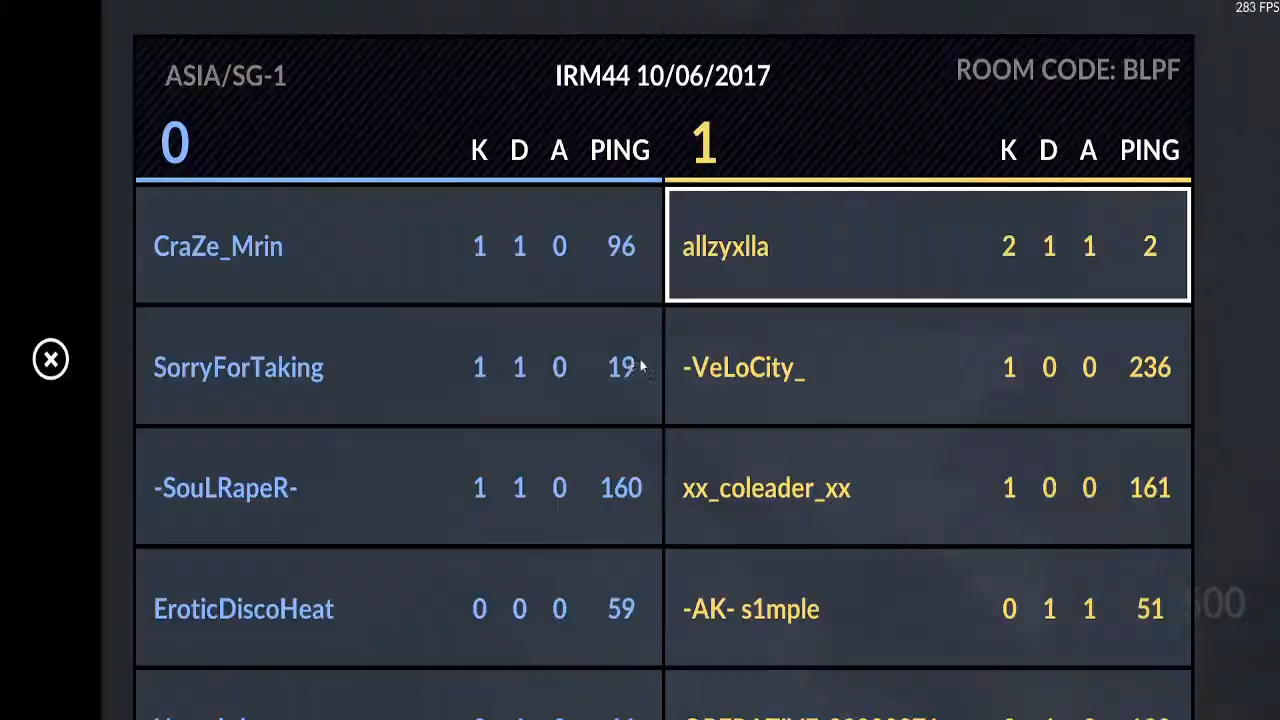 283 FPS
ASIA/SG-1 IRM44 10/06/2017 ROOM CODE: BLPF
0 K D A PING 1 K D A PING
CraZe_Mrin 1 1 0 96 allzyxlla 2 1 1 2
SorryForTaking 1 1 0 19 -VeLoCity_ 1 0 0 236
-SouLRapeR- 1 1 0 160 xx_coleader_xx 1 0 0 161
EroticDiscoHeat 0 0 0 59 -AK- s1mple 0 1 1 51